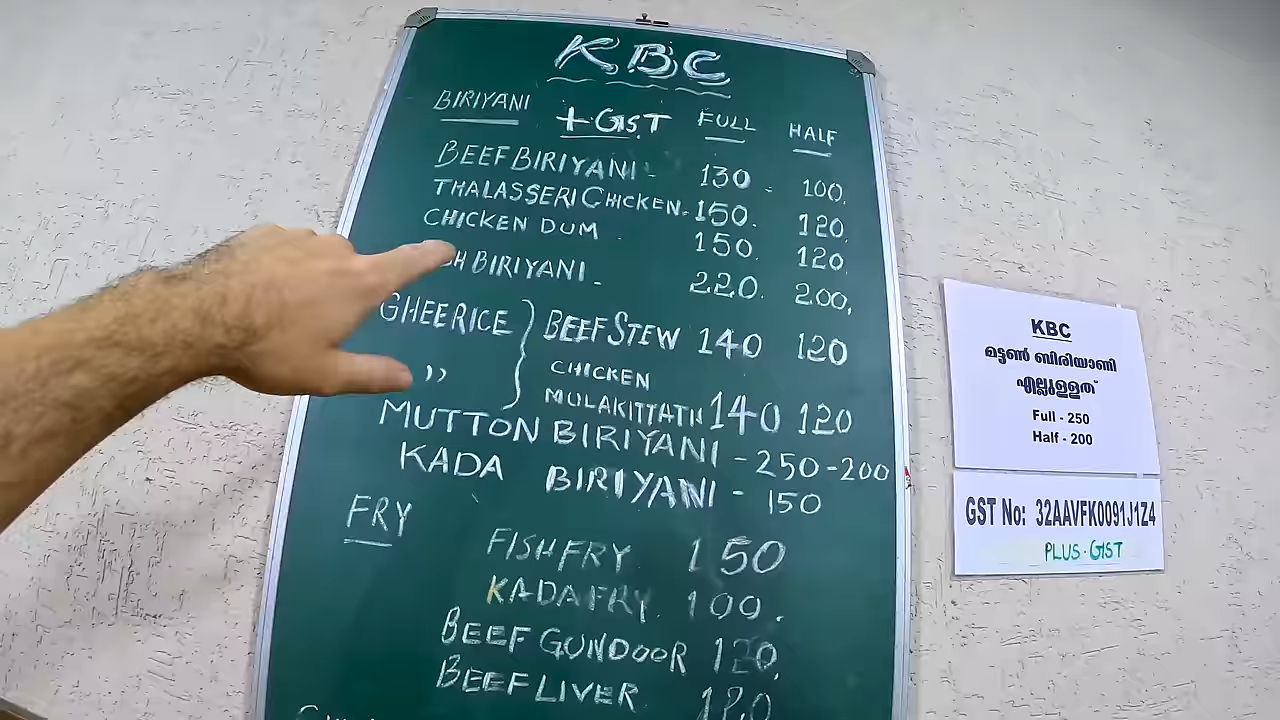 KBC
BIRIYANI + GST FULL HALF
BEEF BIRIYANI - 130 - 100.
THALASSERI CHICKEN. 150. 120.
CHICKEN DUM 150. 120.
BIRIYANI - 220. 200.
GHEE RICE } BEEF STEW 140 120
" CHICKEN
MULAKITTATH 140 120
MUTTON BIRIYANI - 250 - 200
KADA BIRIYANI - 150
FRY
FISH FRY 150
KADA FRY. 100.
BEEF GUNDOOR 120.
BEEF LIVER 120
KBC
മട്ടൺ ബിരിയാണി
എല്ലുള്ളത്
Full - 250
Half - 200
GST No: 32AAVFK0091J1Z4
PLUS · GST